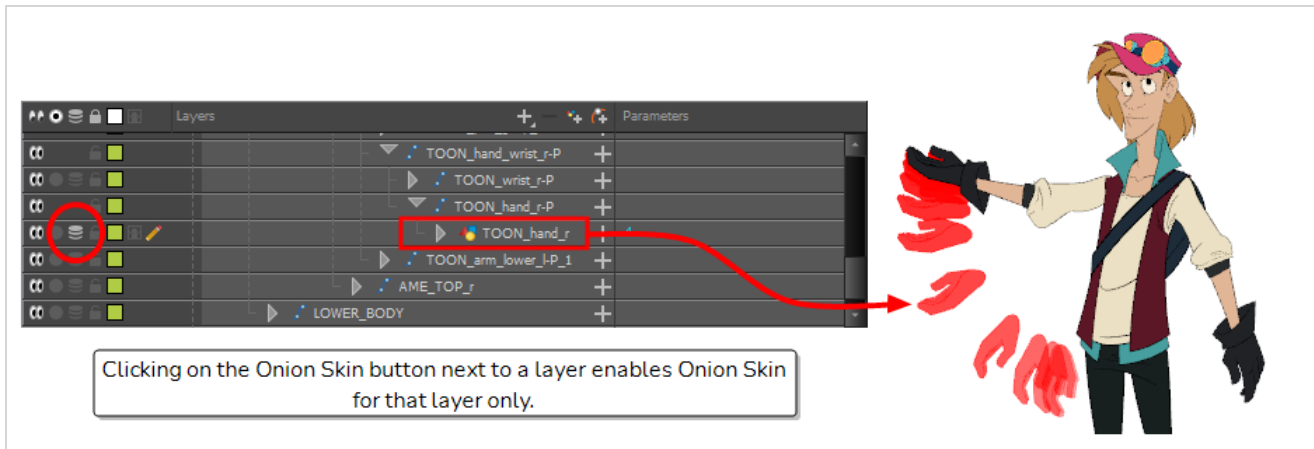 Layers
Parameters
TOON_hand_wrist_r-P
TOON_wrist_r-P
TOON_hand_r-P
TOON_hand_r
TOON_arm_lower_l-P_1
AME_TOP_r
LOWER_BODY
Clicking on the Onion Skin button next to a layer enables Onion Skin
for that layer only.